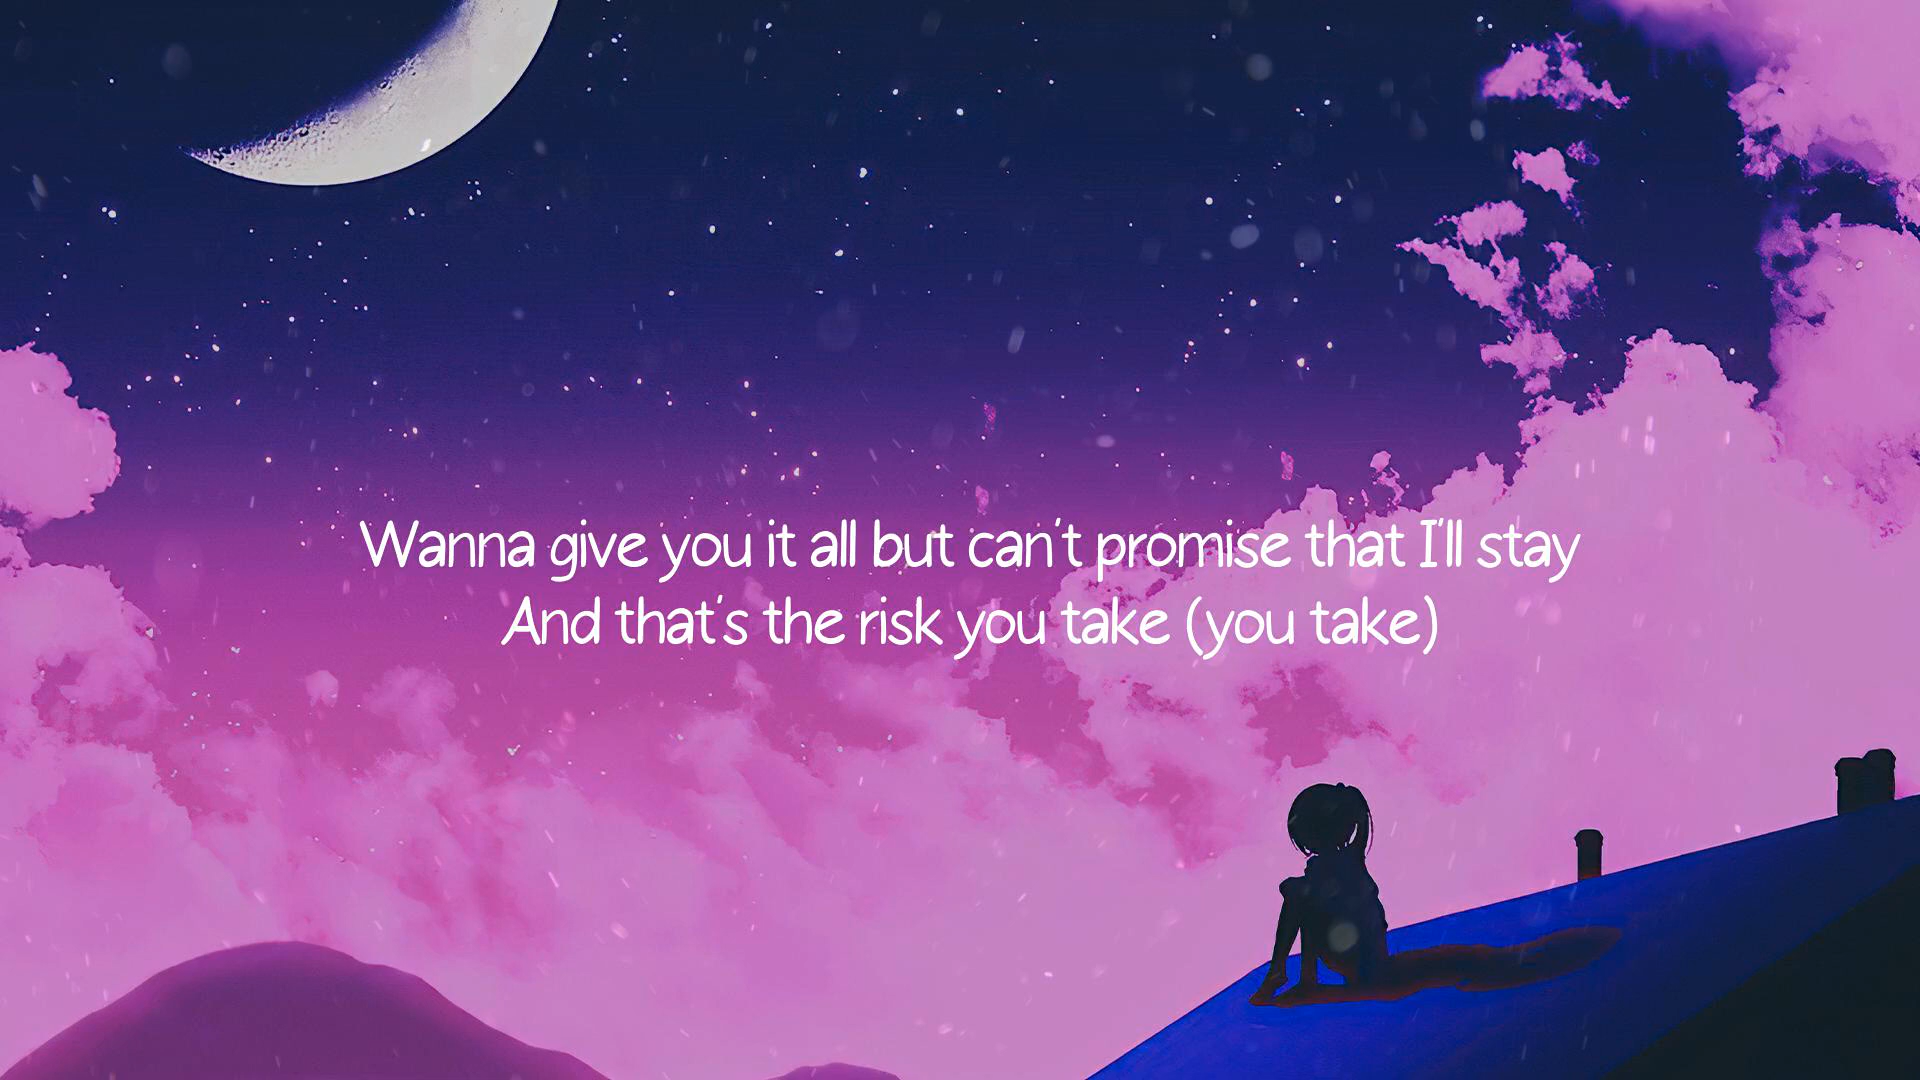 Wanna give you it all but can't promise that I'll stay
And that's the risk you take (you take)